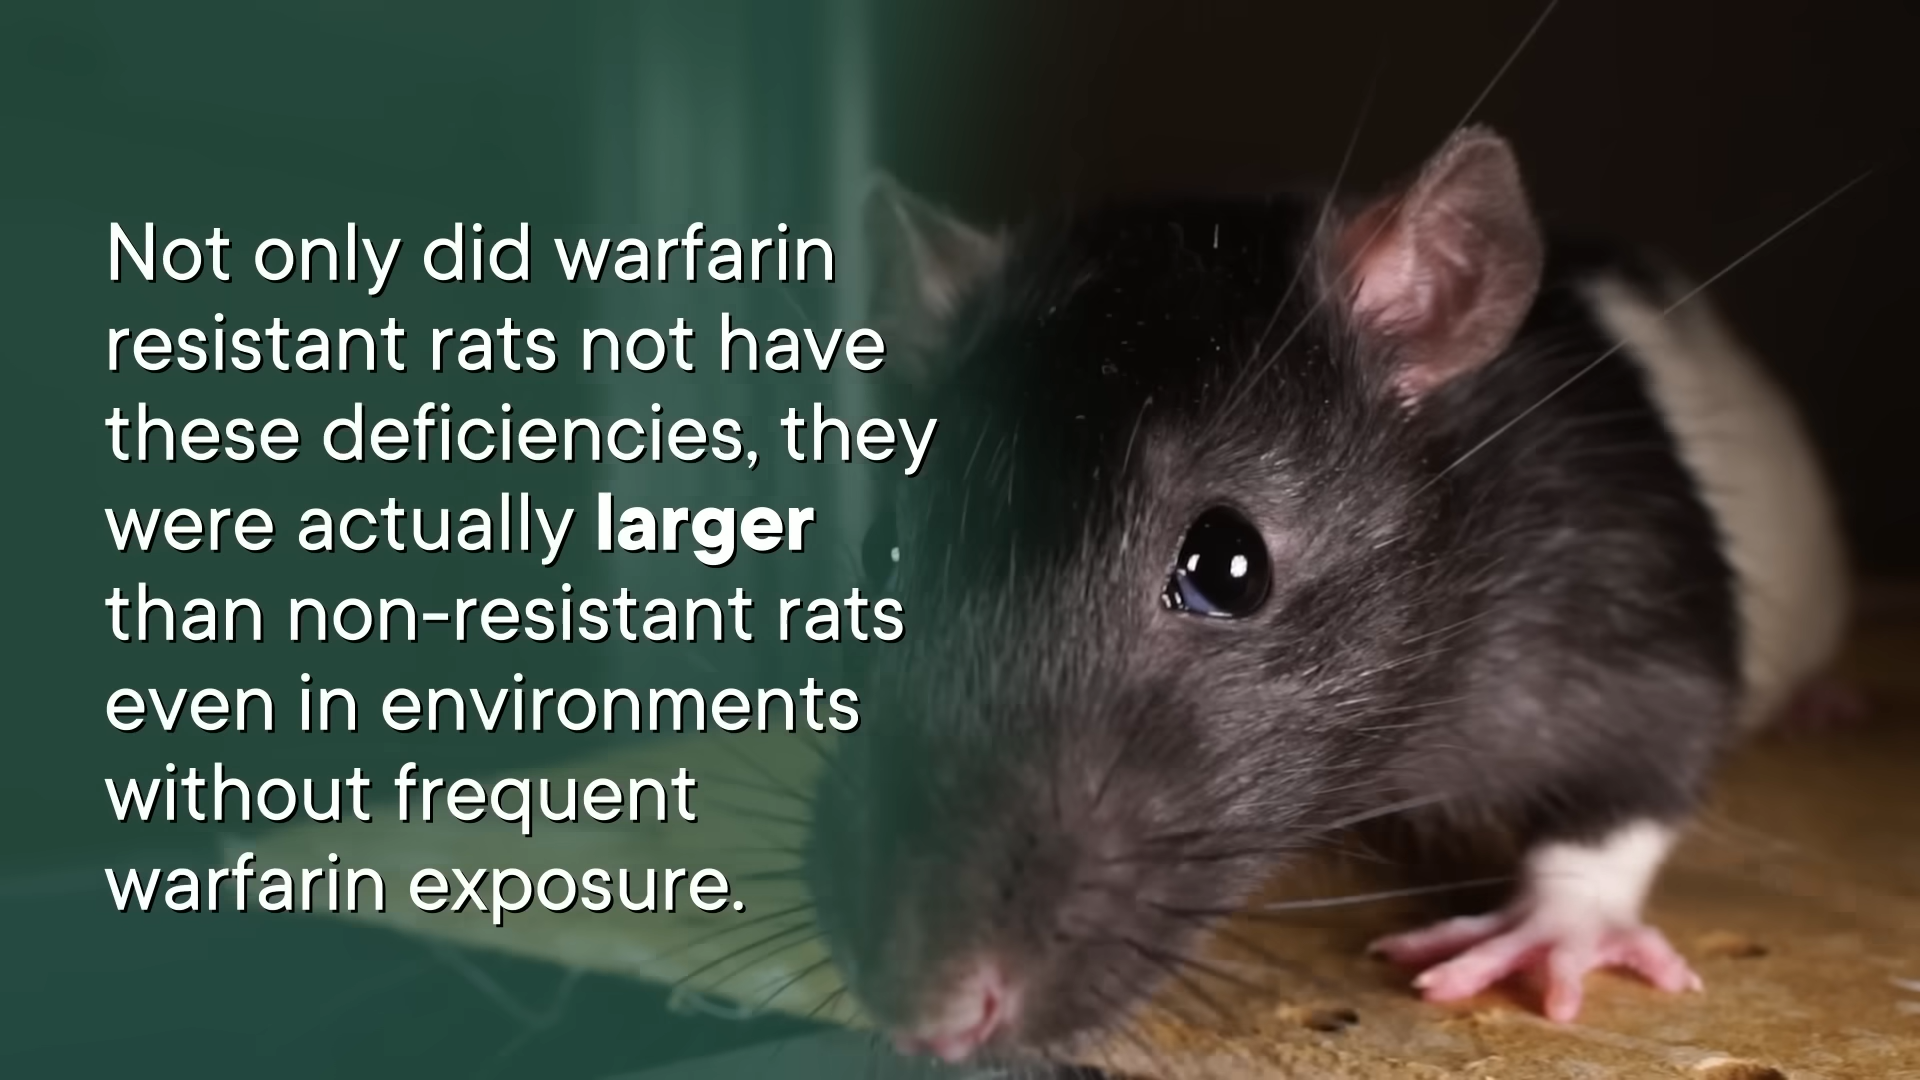 Not only did warfarin
resistant rats not have
these deficiencies, they
were actually larger
than non-resistant rats
even in environments
without frequent
warfarin exposure.